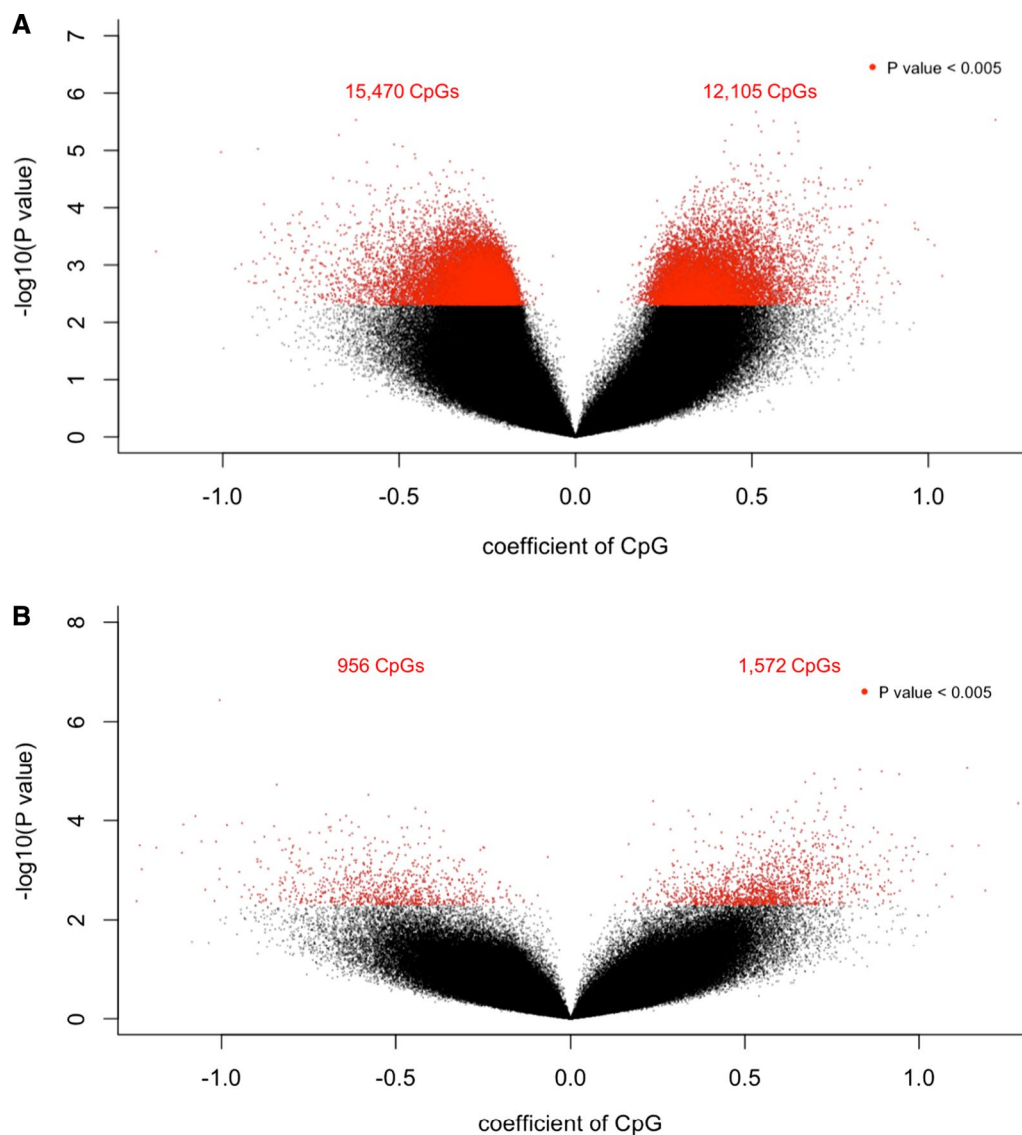 A
7
P value < 0.005
15,470 CpGs
12,105 CpGs
6
5
4
3
2
1
0
-log10(P value)
-1.0
-0.5
0.0
0.5
1.0
coefficient of CpG
B
8
956 CpGs
1,572 CpGs
P value < 0.005
6
4
2
0
-log10(P value)
-1.0
-0.5
0.0
0.5
1.0
coefficient of CpG